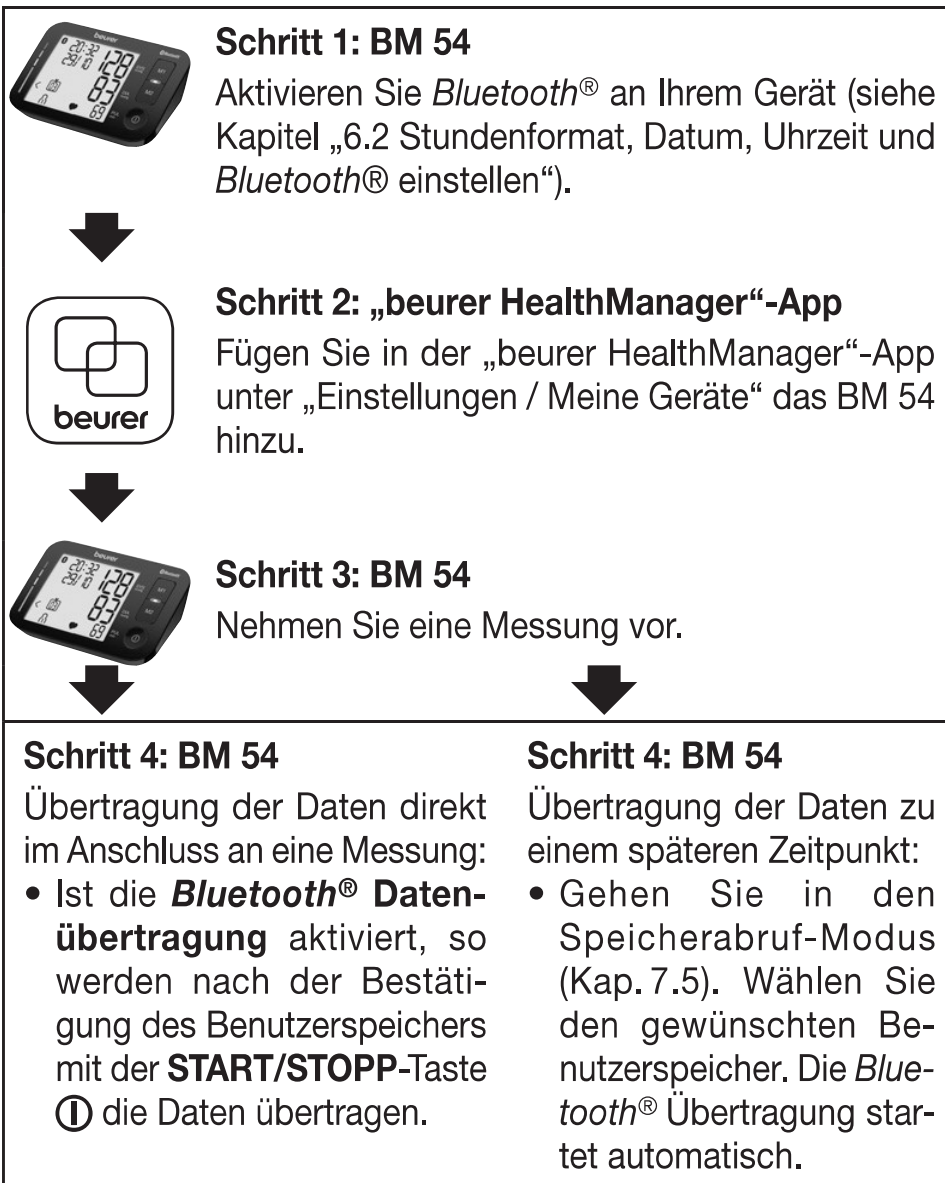 Schritt 1: BM 54
Aktivieren Sie Bluetooth® an Ihrem Gerät (siehe
Kapitel „6.2 Stundenformat, Datum, Uhrzeit und
Bluetooth® einstellen“).
Schritt 2: „beurer HealthManager“-App
Fügen Sie in der „beurer HealthManager“-App
unter „Einstellungen / Meine Geräte“ das BM 54
hinzu.
beurer
Schritt 3: BM 54
Nehmen Sie eine Messung vor.
Schritt 4: BM 54
Übertragung der Daten direkt
im Anschluss an eine Messung:
• Ist die Bluetooth® Daten-
übertragung aktiviert, so
werden nach der Bestäti-
gung des Benutzerspeichers
mit der START/STOPP-Taste
die Daten übertragen.
Schritt 4: BM 54
Übertragung der Daten zu
einem späteren Zeitpunkt:
• Gehen Sie in den
Speicherabruf-Modus
(Kap. 7.5). Wählen Sie
den gewünschten Be-
nutzerspeicher. Die Blue-
tooth® Übertragung star-
tet automatisch.